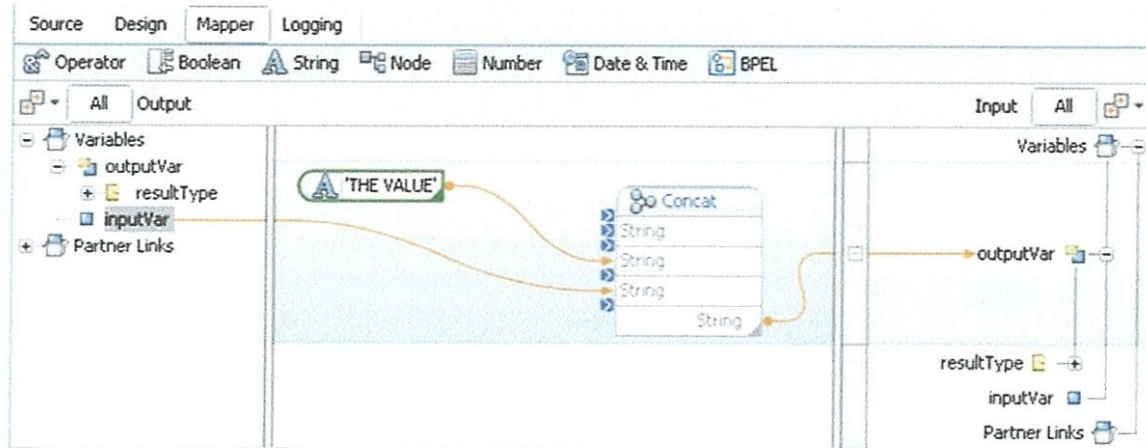 Source Design Mapper Logging
Operator Boolean String Node Number Date & Time BPEL
All Output Input All
Variables
outputVar
resultType
inputVar
Partner Links
'THE VALUE'
Concat
String
String
String
String
Variables
outputVar
resultType
inputVar
Partner Links